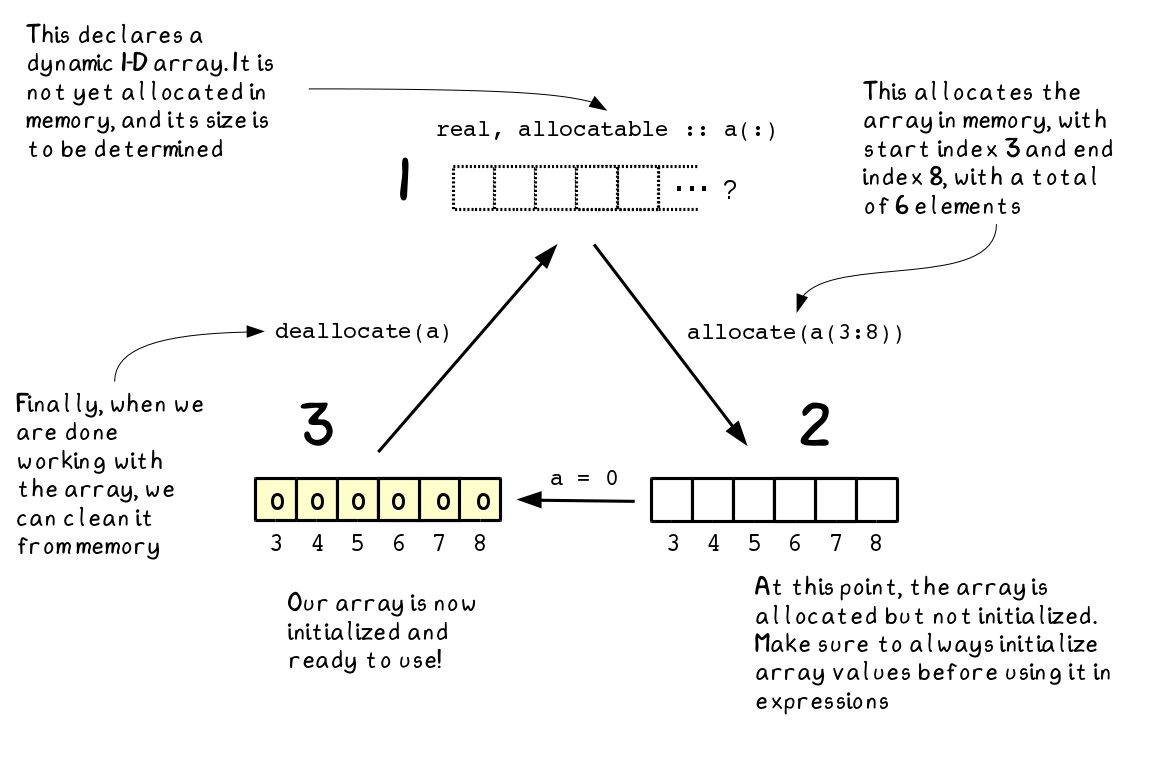 This declares a
dynamic 1-D array. It is
not yet allocated in
memory, and its size is
to be determined
real, allocatable :: a(:)
1
... ?
This allocates the
array in memory, with
start index 3 and end
index 8, with a total
of 6 elements
deallocate(a)
allocate(a(3:8))
Finally, when we
are done
working with
the array, we
can clean it
from memory
3
2
a = 0
0 0 0 0 0 0
3 4 5 6 7 8
3 4 5 6 7 8
Our array is now
initialized and
ready to use!
At this point, the array is
allocated but not initialized.
Make sure to always initialize
array values before using it in
expressions